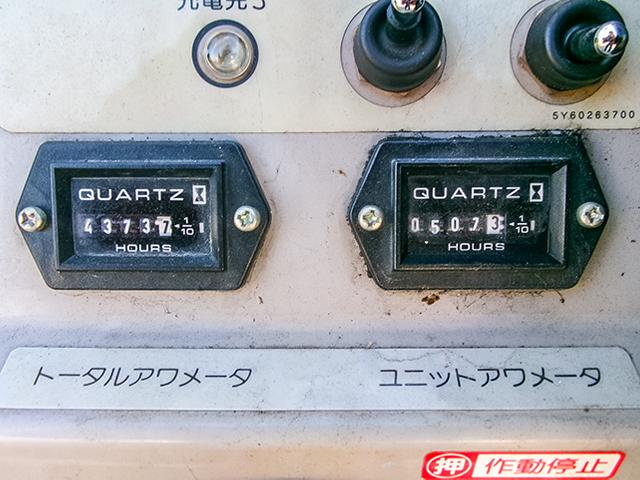 5Y60263700
QUARTZ
43737 1/10
HOURS
QUARTZ
05073 1/10
HOURS
トータルアワメータ
ユニットアワメータ
押 作動停止